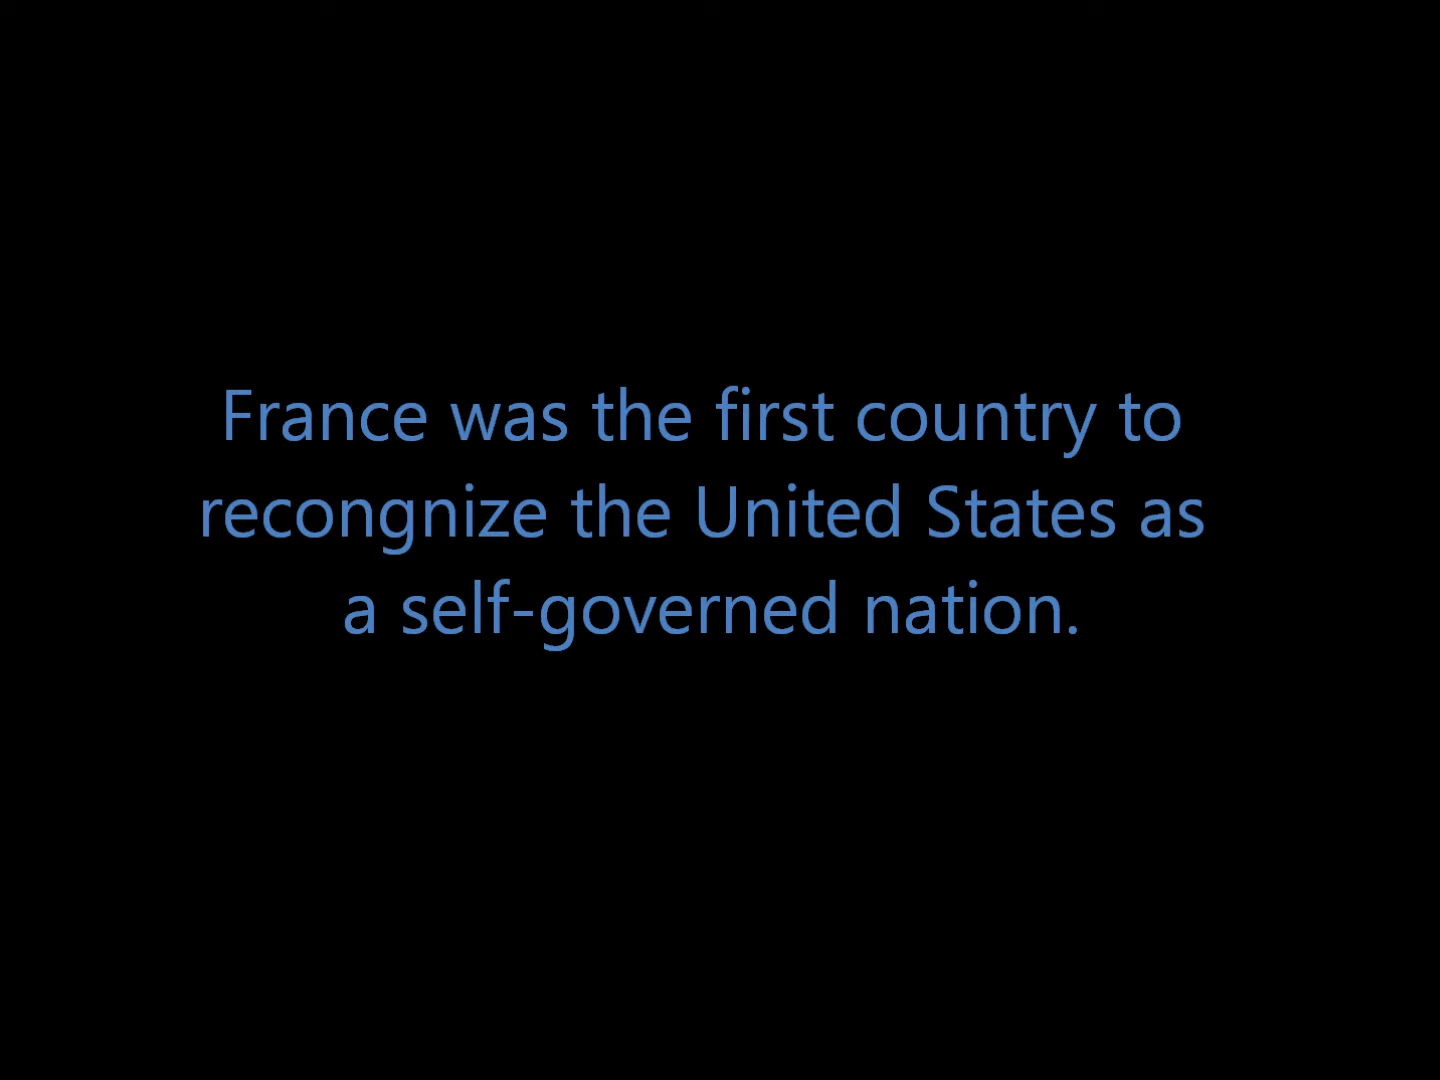 France was the first country to
recongnize the United States as
a self-governed nation.